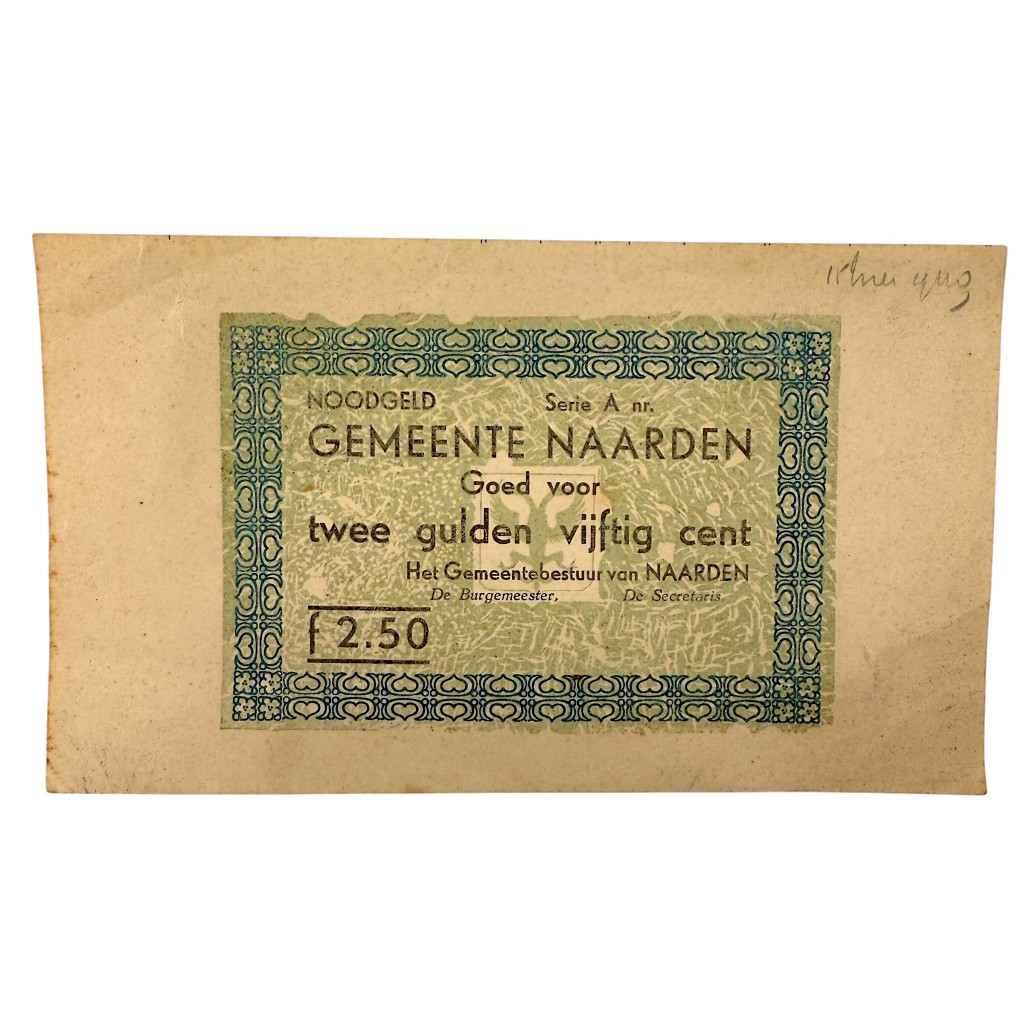 NOODGELD Serie A nr.
GEMEENTE NAARDEN
Goed voor
twee gulden vijftig cent
Het Gemeentebestuur van NAARDEN
De Burgemeester, De Secretaris
f 2.50